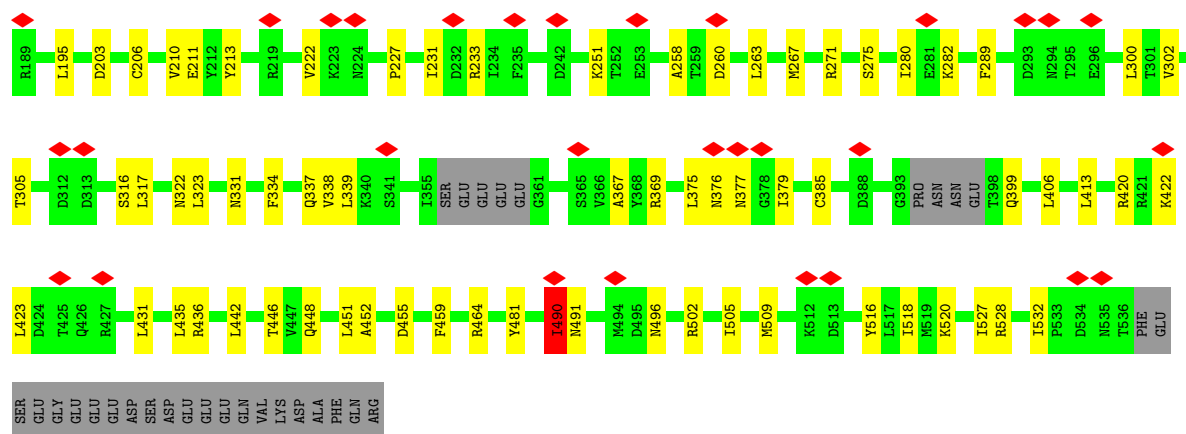 R189 L195 D203 C206 V210 E211 Y212 Y213 R219 V222 K223 N224 P227 I231 D232 R233 I234 F235 D242 K251 T252 E253 A258 T259 D260 L263 M267 R271 S275 I280 E281 K282 F289 D293 N294 T295 E296 L300 T301 V302
T305 D312 D313 S316 L317 N322 L323 N331 F334 Q337 V338 L339 K340 S341 I355 SER GLU GLU GLU GLU G361 S365 V366 A367 Y368 R369 L375 N376 N377 G378 I379 C385 D388 G393 PRO ASN ASN GLU T398 Q399 L406 L413 R420 R421 K422
L423 D424 T425 Q426 R427 L431 L435 R436 L442 T446 V447 Q448 L451 A452 D455 F459 R464 Y481 I490 N491 M494 D495 N496 R502 I505 M509 K512 D513 Y516 L517 I518 M519 K520 I527 R528 I532 P533 D534 N535 T536 PHE GLU
SER GLU GLY GLU GLU GLU ASP SER ASP GLU GLU GLU GLN VAL LYS ASP ALA PHE GLN ARG